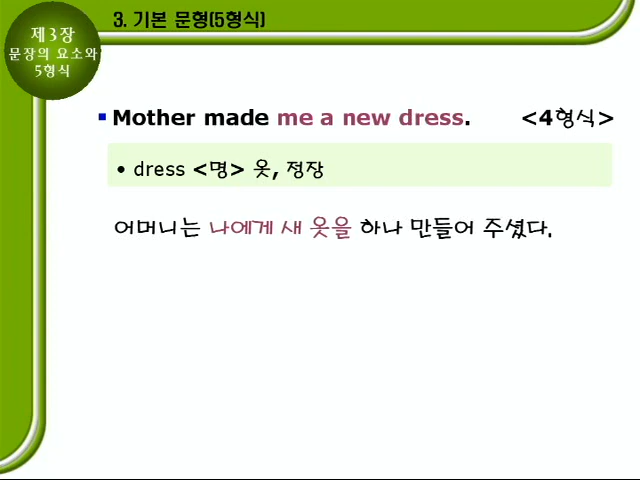 제3장
문장의 요소와
5형식
3. 기본 문형(5형식)
Mother made me a new dress. <4형식>
• dress <명> 옷, 정장
어머니는 나에게 새 옷을 하나 만들어 주셨다.